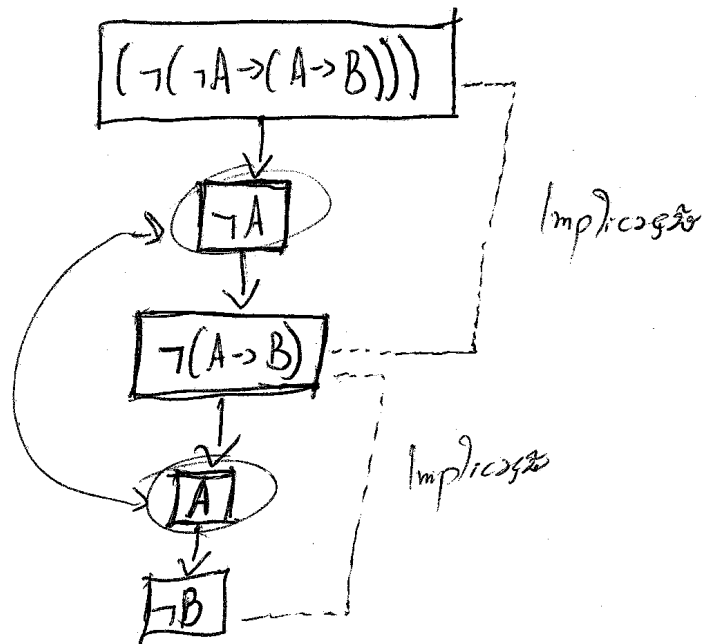 (¬(¬A→(A→B)))
¬A
Implicação
¬(A→B)
A
Implicação
¬B